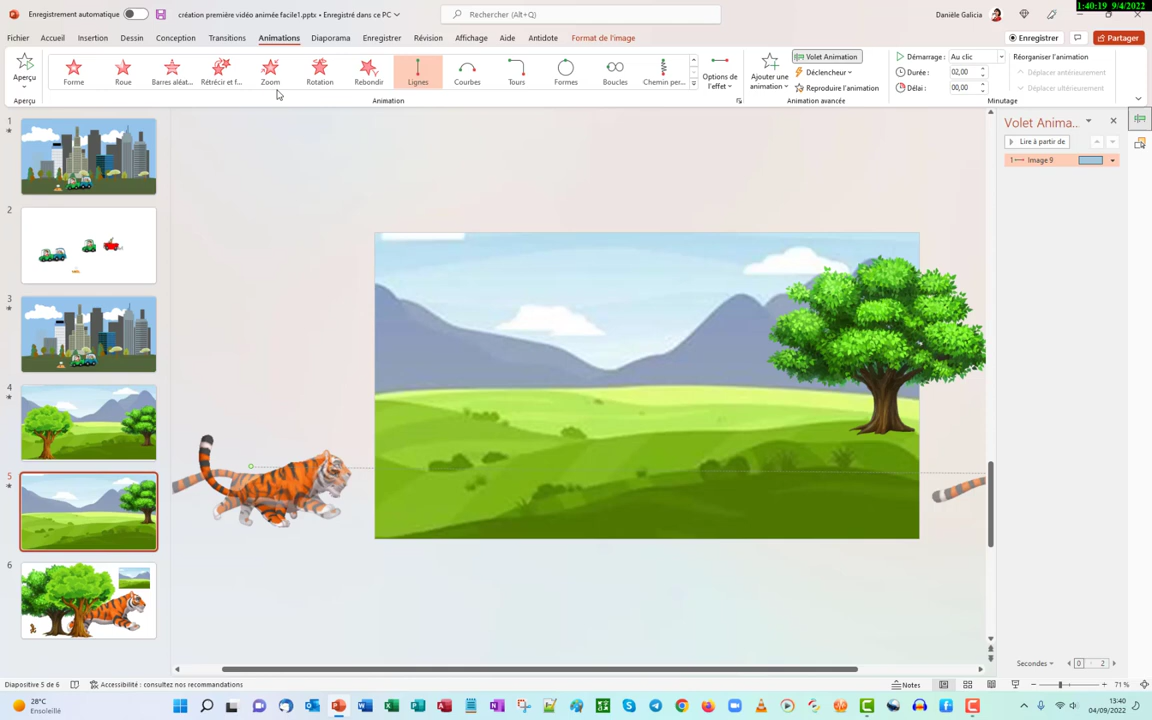 1:40:19 9/4/2022
Enregistrement automatique
création première vidéo animée facile1.pptx • Enregistré dans ce PC
Rechercher (Alt+Q)
Danièle Galicia
Fichier Accueil Insertion Dessin Conception Transitions Animations Diaporama Enregistrer Révision Affichage Aide Antidote Format de l'image
Enregistrer Partager
Aperçu
Forme Roue Barres aléat... Rétrécir et f... Zoom Rotation Rebondir Lignes Courbes Tours Formes Boucles Chemin per...
Options de l'effet
Ajouter une animation
Volet Animation
Déclencheur
Reproduire l'animation
Démarrage: Au clic
Durée: 02,00
Délai: 00,00
Réorganiser l'animation
Déplacer antérieurement
Déplacer ultérieurement
Aperçu Animation Animation avancée Minutage
Volet Anima...
Lire à partir de
1 Image 9
1
2
3
4
5
6
Secondes 0 2
Diapositive 5 de 6
Accessibilité : consultez nos recommandations
Notes
71 %
28°C
Ensoleillé
13:40
04/09/2022